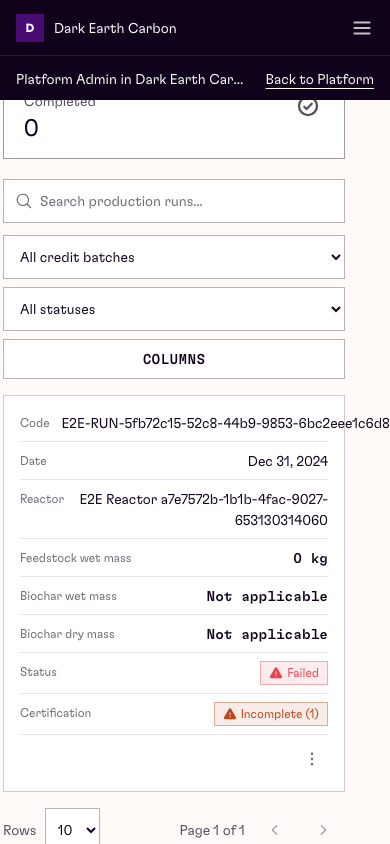 D Dark Earth Carbon
Platform Admin in Dark Earth Car... Back to Platform
Completed
0
Search production runs...
All credit batches
All statuses
COLUMNS
Code E2E-RUN-5fb72c15-52c8-44b9-9853-6bc2eee1c6d8
Date Dec 31, 2024
Reactor E2E Reactor a7e7572b-1b1b-4fac-9027-
653130314060
Feedstock wet mass 0 kg
Biochar wet mass Not applicable
Biochar dry mass Not applicable
Status Failed
Certification Incomplete (1)
Rows 10 Page 1 of 1